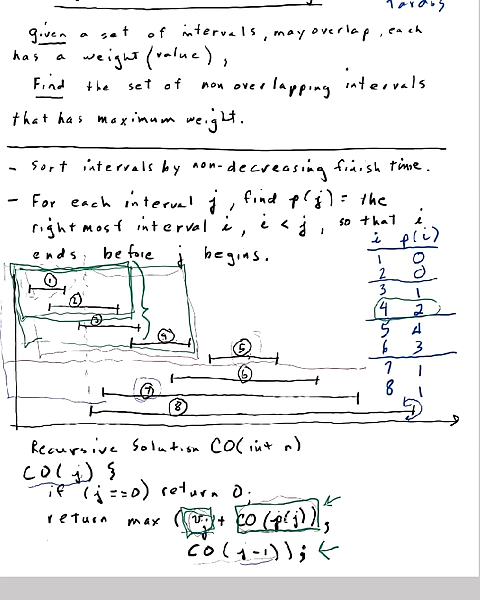 given a set of intervals, may overlap, each
has a weight (value),
Find the set of non overlapping intervals
that has maximum weight.
- Sort intervals by non-decreasing finish time.
- For each interval j, find p(j) = the
rightmost interval i, i < j, so that i
ends before j begins.
i p(i)
1 0
2 0
3 1
4 2
5 4
6 3
7 1
8 1
1
2
3
4
5
6
7
8
Recursive Solution CO(int n)
CO(j) {
if (j==0) return 0;
return max (vj + CO(p(j)),
CO(j-1));